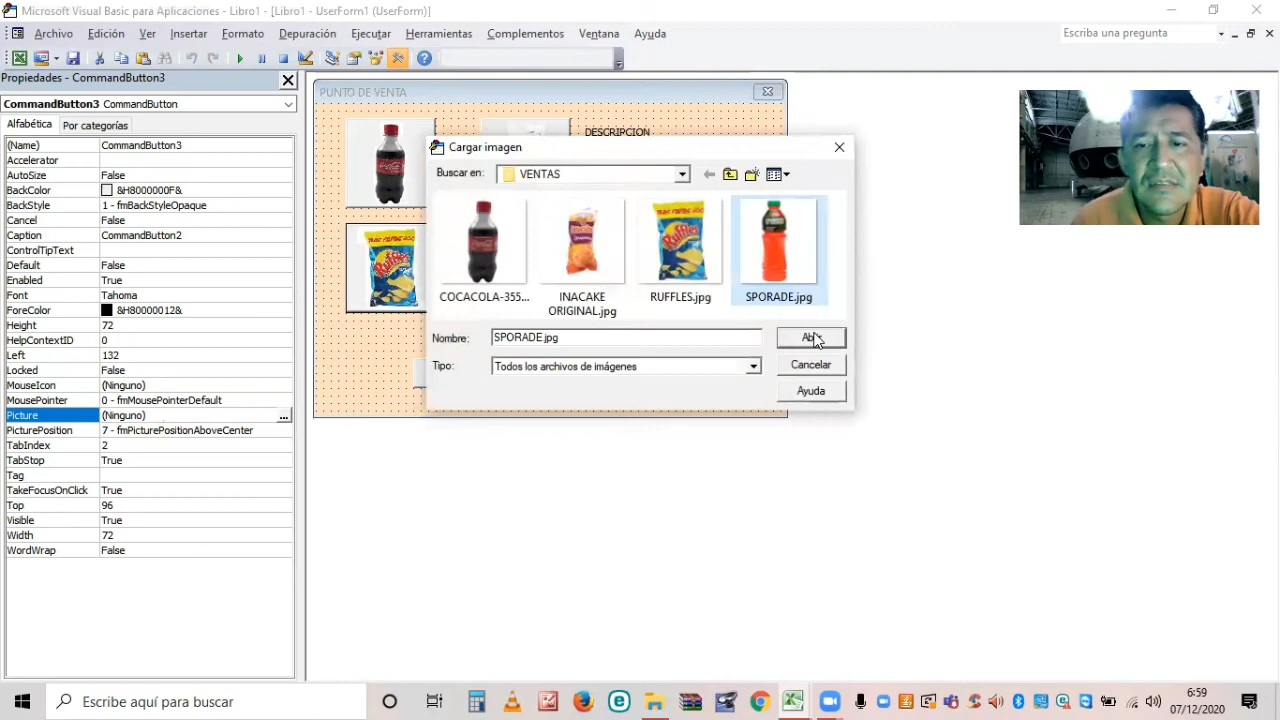 Microsoft Visual Basic para Aplicaciones - Libro1 - [Libro1 - UserForm1 (UserForm)]
Archivo Edición Ver Insertar Formato Depuración Ejecutar Herramientas Complementos Ventana Ayuda
Escriba una pregunta
Propiedades - CommandButton3
CommandButton3 CommandButton
Alfabética Por categorías
(Name) CommandButton3
Accelerator
AutoSize False
BackColor &H8000000F&
BackStyle 1 - fmBackStyleOpaque
Cancel False
Caption CommandButton2
ControlTipText
Default False
Enabled True
Font Tahoma
ForeColor &H80000012&
Height 72
HelpContextID 0
Left 132
Locked False
MouseIcon (Ninguno)
MousePointer 0 - fmMousePointerDefault
Picture (Ninguno) ...
PicturePosition 7 - fmPicturePositionAboveCenter
TabIndex 2
TabStop True
Tag
TakeFocusOnClick True
Top 96
Visible True
Width 72
WordWrap False
PUNTO DE VENTA
DESCRIPCION
Ruffles
Cargar imagen
Buscar en: VENTAS
Ruffles
COCACOLA-355...
INACAKE
ORIGINAL.jpg
RUFFLES.jpg
SPORADE.jpg
Nombre: SPORADE.jpg
Tipo: Todos los archivos de imágenes
Cancelar
Ayuda
Escribe aquí para buscar
6:59
07/12/2020